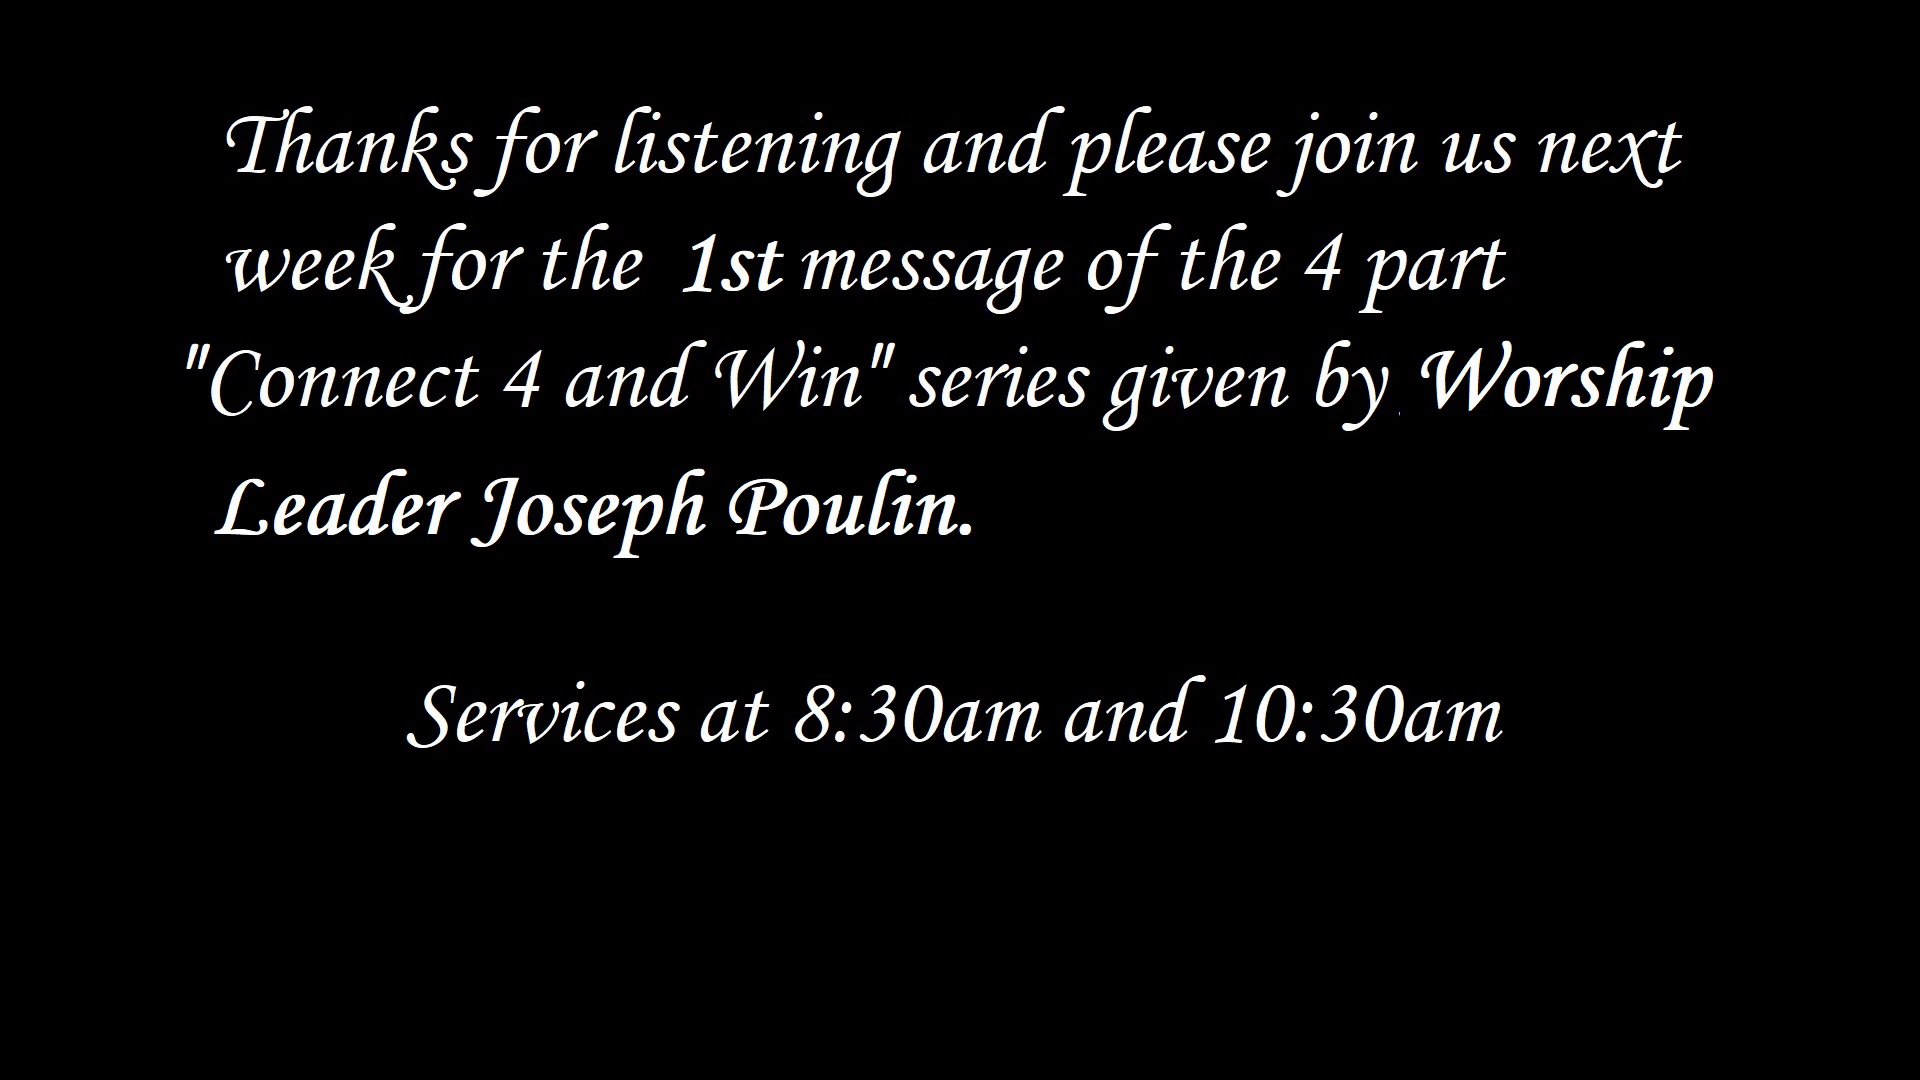 Thanks for listening and please join us next
week for the 1st message of the 4 part
"Connect 4 and Win" series given by Worship
Leader Joseph Poulin.
Services at 8:30am and 10:30am